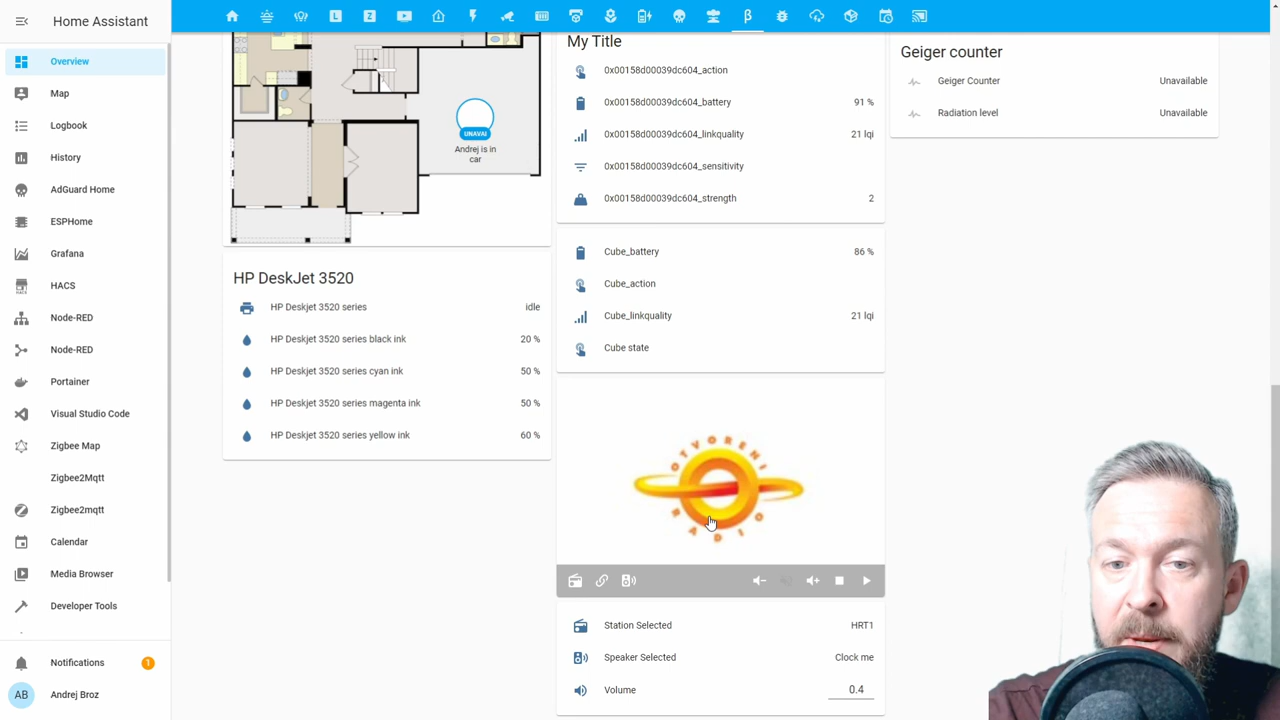 Home Assistant
Overview
Map
Logbook
History
AdGuard Home
ESPHome
Grafana
HACS
Node-RED
Node-RED
Portainer
Visual Studio Code
Zigbee Map
Zigbee2Mqtt
Zigbee2mqtt
Calendar
Media Browser
Developer Tools
Notifications 1
AB Andrej Broz
L
Z
β
UNAVAI
Andrej is in
car
HP DeskJet 3520
HP Deskjet 3520 series idle
HP Deskjet 3520 series black ink 20 %
HP Deskjet 3520 series cyan ink 50 %
HP Deskjet 3520 series magenta ink 50 %
HP Deskjet 3520 series yellow ink 60 %
My Title
0x00158d00039dc604_action
0x00158d00039dc604_battery 91 %
0x00158d00039dc604_linkquality 21 lqi
0x00158d00039dc604_sensitivity
0x00158d00039dc604_strength 2
Cube_battery 86 %
Cube_action
Cube_linkquality 21 lqi
Cube state
OTVORENI
RADIO
Station Selected HRT1
Speaker Selected Clock me
Volume 0.4
Geiger counter
Geiger Counter Unavailable
Radiation level Unavailable